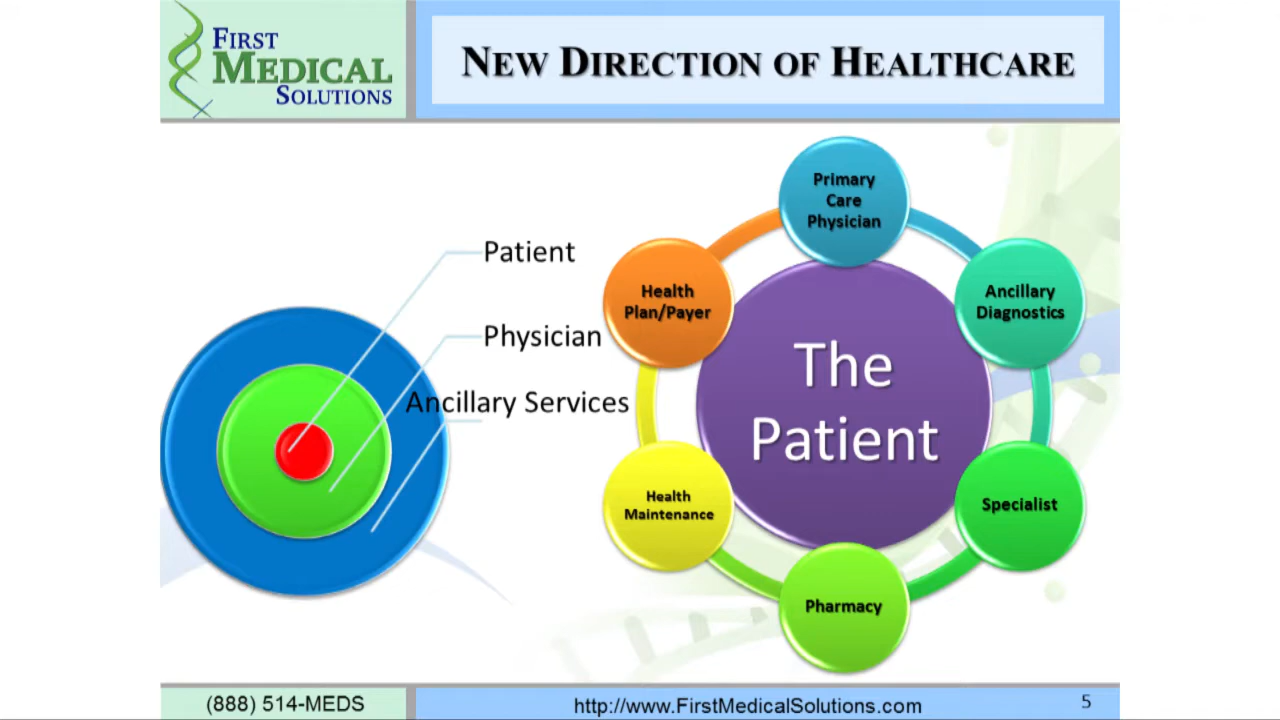 FIRST
MEDICAL
SOLUTIONS
NEW DIRECTION OF HEALTHCARE
Patient
Physician
Ancillary Services
Primary
Care
Physician
Ancillary
Diagnostics
Specialist
Pharmacy
Health
Maintenance
Health
Plan/Payer
The
Patient
(888) 514-MEDS
http://www.FirstMedicalSolutions.com
5